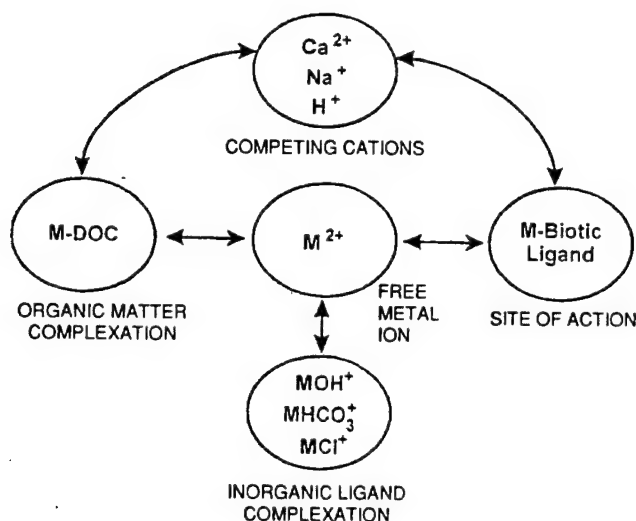 Ca²⁺
Na⁺
H⁺
COMPETING CATIONS
M-DOC
ORGANIC MATTER
COMPLEXATION
M²⁺
FREE
METAL
ION
M-Biotic
Ligand
SITE OF ACTION
MOH⁺
MHCO₃⁺
MCl⁺
INORGANIC LIGAND
COMPLEXATION